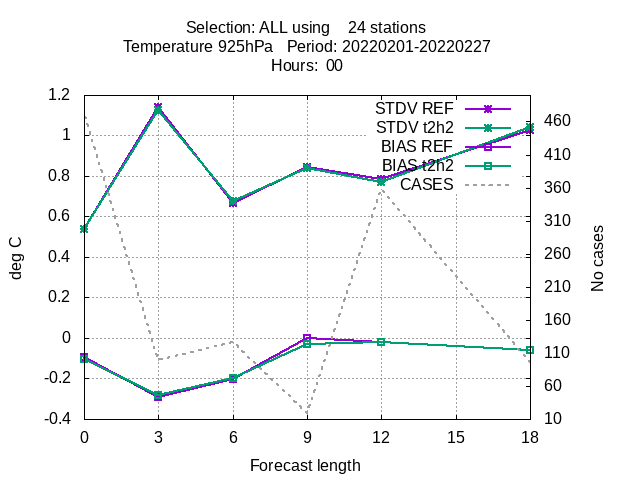 Selection: ALL using 24 stations
Temperature 925hPa Period: 20220201-20220227
Hours: 00
STDV REF
STDV t2h2
BIAS REF
BIAS t2h2
CASES
deg C
1.2
1
0.8
0.6
0.4
0.2
0
-0.2
-0.4
No cases
460
410
360
310
260
210
160
110
60
10
0 3 6 9 12 15 18
Forecast length